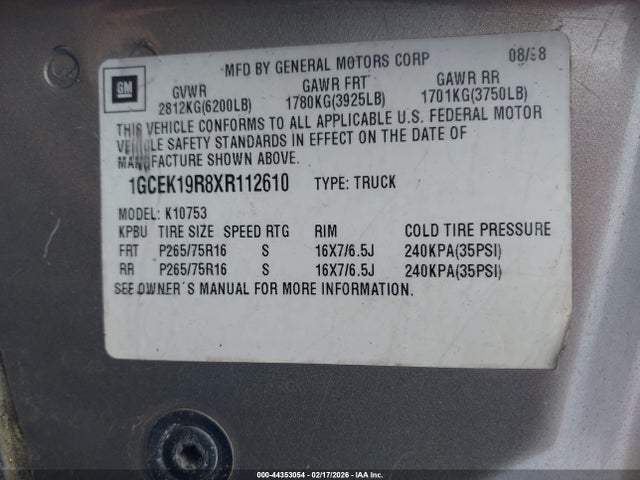 MFD BY GENERAL MOTORS CORP 08/98
GM
GVWR GAWR FRT GAWR RR
2812KG(6200LB) 1780KG(3925LB) 1701KG(3750LB)
THIS VEHICLE CONFORMS TO ALL APPLICABLE U.S. FEDERAL MOTOR
VEHICLE SAFETY STANDARDS IN EFFECT ON THE DATE OF
MANUFACTURE SHOWN ABOVE.
1GCEK19R8XR112610 TYPE: TRUCK
MODEL: K10753
KPBU TIRE SIZE SPEED RTG RIM COLD TIRE PRESSURE
FRT P265/75R16 S 16X7/6.5J 240KPA(35PSI)
RR P265/75R16 S 16X7/6.5J 240KPA(35PSI)
SEE OWNER'S MANUAL FOR MORE INFORMATION.
000-44353054 - 02/17/2026 - IAA Inc.